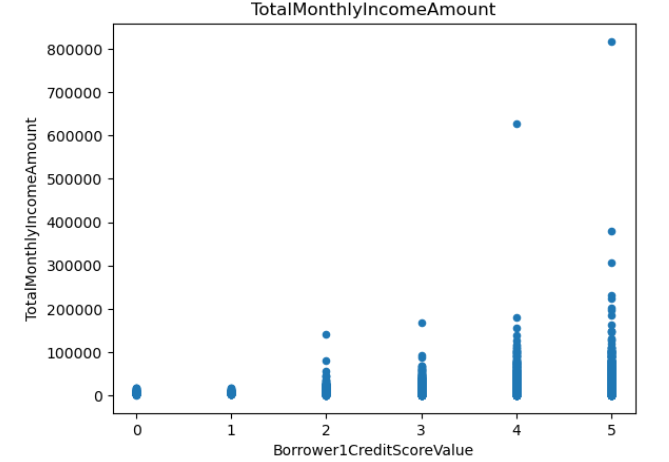 TotalMonthlyIncomeAmount
800000
700000
600000
500000
400000
300000
200000
100000
0
TotalMonthlyIncomeAmount
0 1 2 3 4 5
Borrower1CreditScoreValue